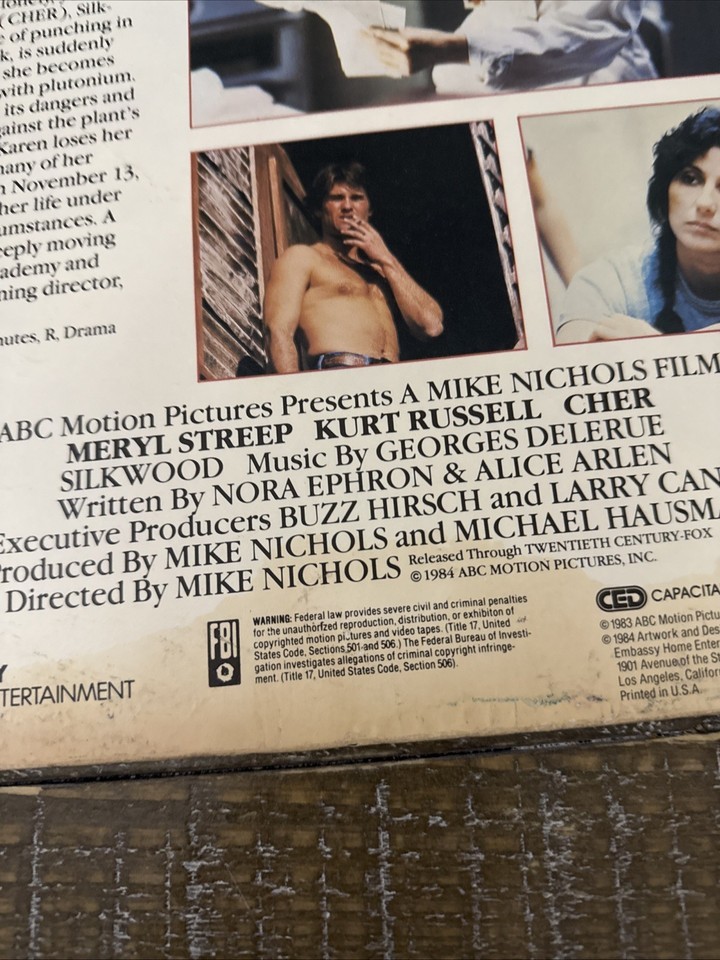 (CHER), Silk-
of punching in
k, is suddenly
she becomes
with plutonium.
its dangers and
against the plant's
Karen loses her
many of her
November 13,
her life under
umstances. A
eeply moving
ademy and
ning director,
nutes, R, Drama
ABC Motion Pictures Presents A MIKE NICHOLS FILM
MERYL STREEP KURT RUSSELL CHER
SILKWOOD Music By GEORGES DELERUE
Written By NORA EPHRON & ALICE ARLEN
Executive Producers BUZZ HIRSCH and LARRY CAN
Produced By MIKE NICHOLS and MICHAEL HAUSMA
Directed By MIKE NICHOLS
Released Through TWENTIETH CENTURY-FOX
©1984 ABC MOTION PICTURES, INC.
FBI
WARNING: Federal law provides severe civil and criminal penalties
for the unauthorized reproduction, distribution, or exhibiton of
copyrighted motion pictures and video tapes. (Title 17, United
States Code, Sections 501 and 506.) The Federal Bureau of Investi-
gation investigates allegations of criminal copyright infringe-
ment. (Title 17, United States Code, Section 506).
CED CAPACITA
©1983 ABC Motion Pictu
©1984 Artwork and Des
Embassy Home Enter
1901 Avenue of the St
Los Angeles, Californ
Printed in U.S.A.
Y
TERTAINMENT